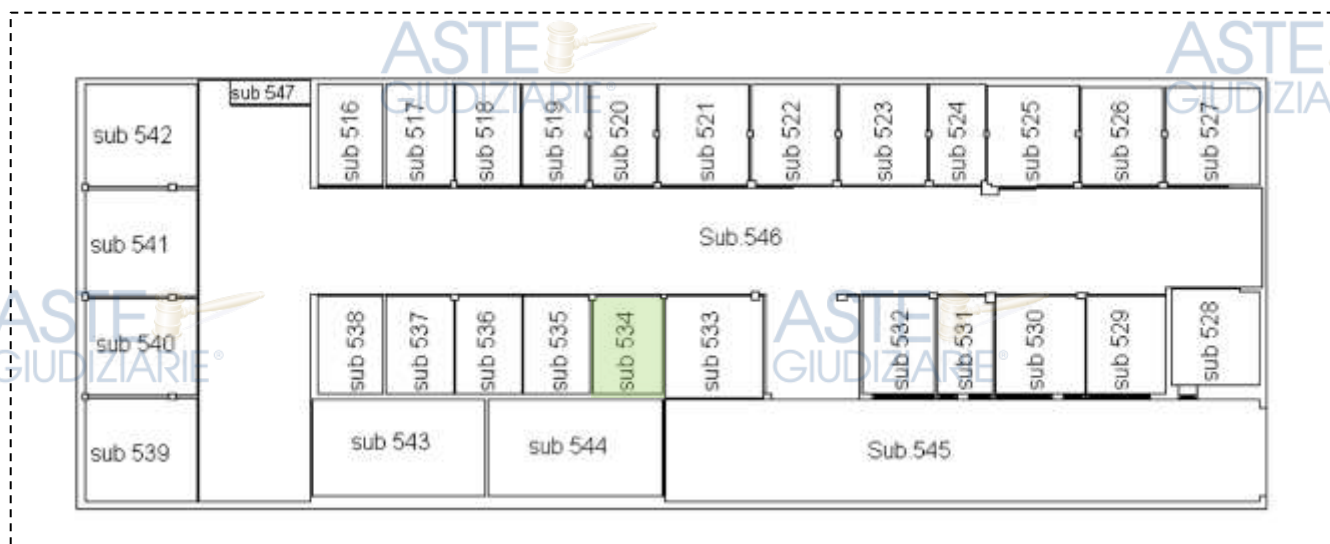 ASTE
GIUDIZIARIE®
ASTE
GIUDIZIA
sub 547
sub 542
sub 516
sub 517
sub 518
sub 519
sub 520
sub 521
sub 522
sub 523
sub 524
sub 525
sub 526
sub 527
sub 541
Sub.546
ASTE
GIUDIZIARIE®
ASTE
GIUDIZIARIE®
sub 540
sub 538
sub 537
sub 536
sub 535
sub 534
sub 533
sub 532
sub 531
sub 530
sub 529
sub 528
sub 539
sub 543
sub 544
Sub.545